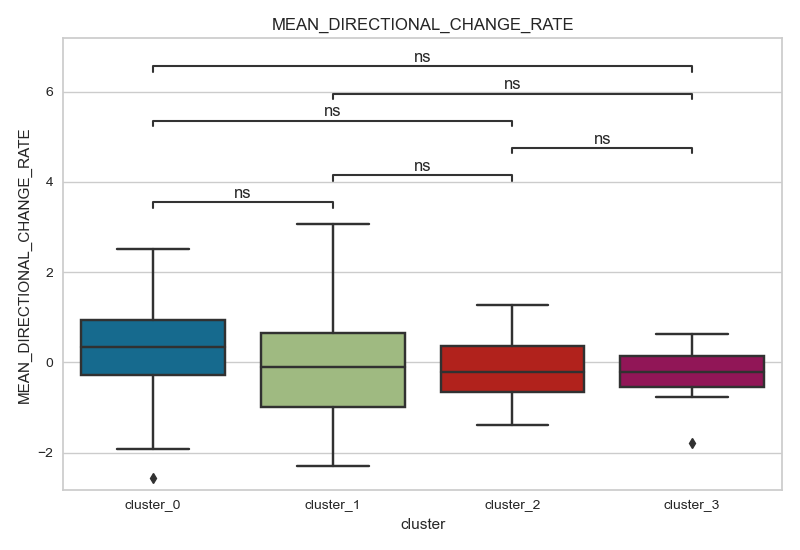 MEAN_DIRECTIONAL_CHANGE_RATE
ns
ns
ns
ns
ns
ns
6
4
2
0
−2
MEAN_DIRECTIONAL_CHANGE_RATE
cluster_0 cluster_1 cluster_2 cluster_3
cluster